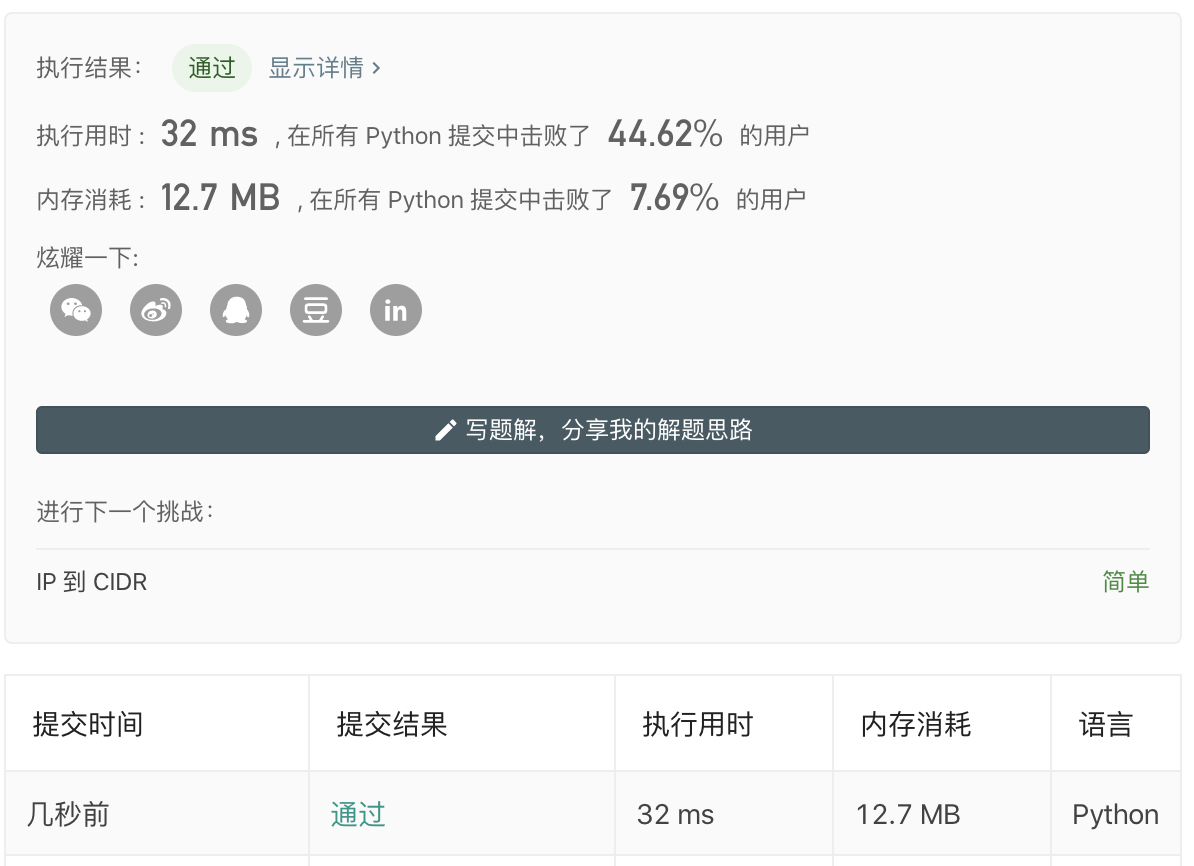 执行结果： 通过 显示详情 ›
执行用时 : 32 ms , 在所有 Python 提交中击败了 44.62% 的用户
内存消耗 : 12.7 MB , 在所有 Python 提交中击败了 7.69% 的用户
炫耀一下:
豆 in
写题解，分享我的解题思路
进行下一个挑战：
IP 到 CIDR 简单
提交时间 提交结果 执行用时 内存消耗 语言
几秒前 通过 32 ms 12.7 MB Python